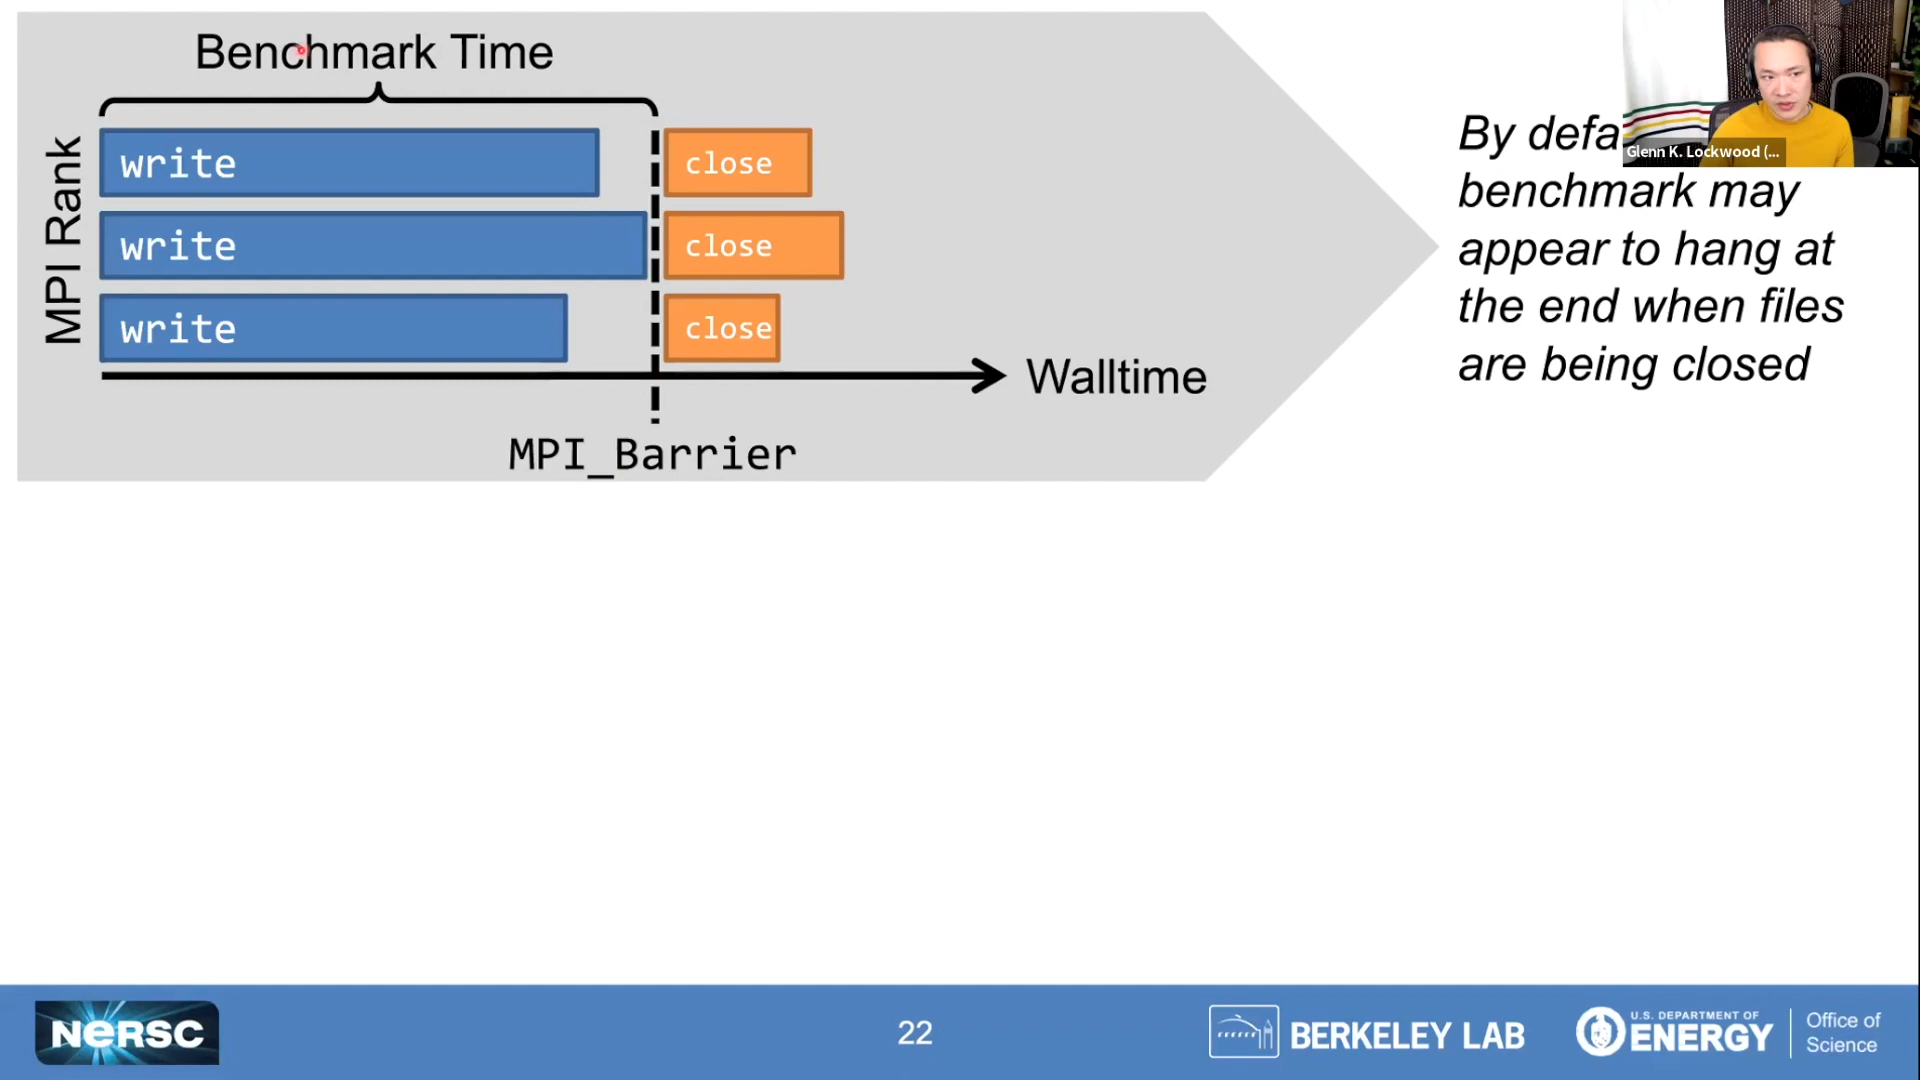 Benchmark Time
MPI Rank
write
close
write
close
write
close
Walltime
MPI_Barrier
By defa
benchmark may
appear to hang at
the end when files
are being closed
Glenn K. Lockwood (...
NERSC
22
BERKELEY LAB
U.S. DEPARTMENT OF
ENERGY
Office of
Science